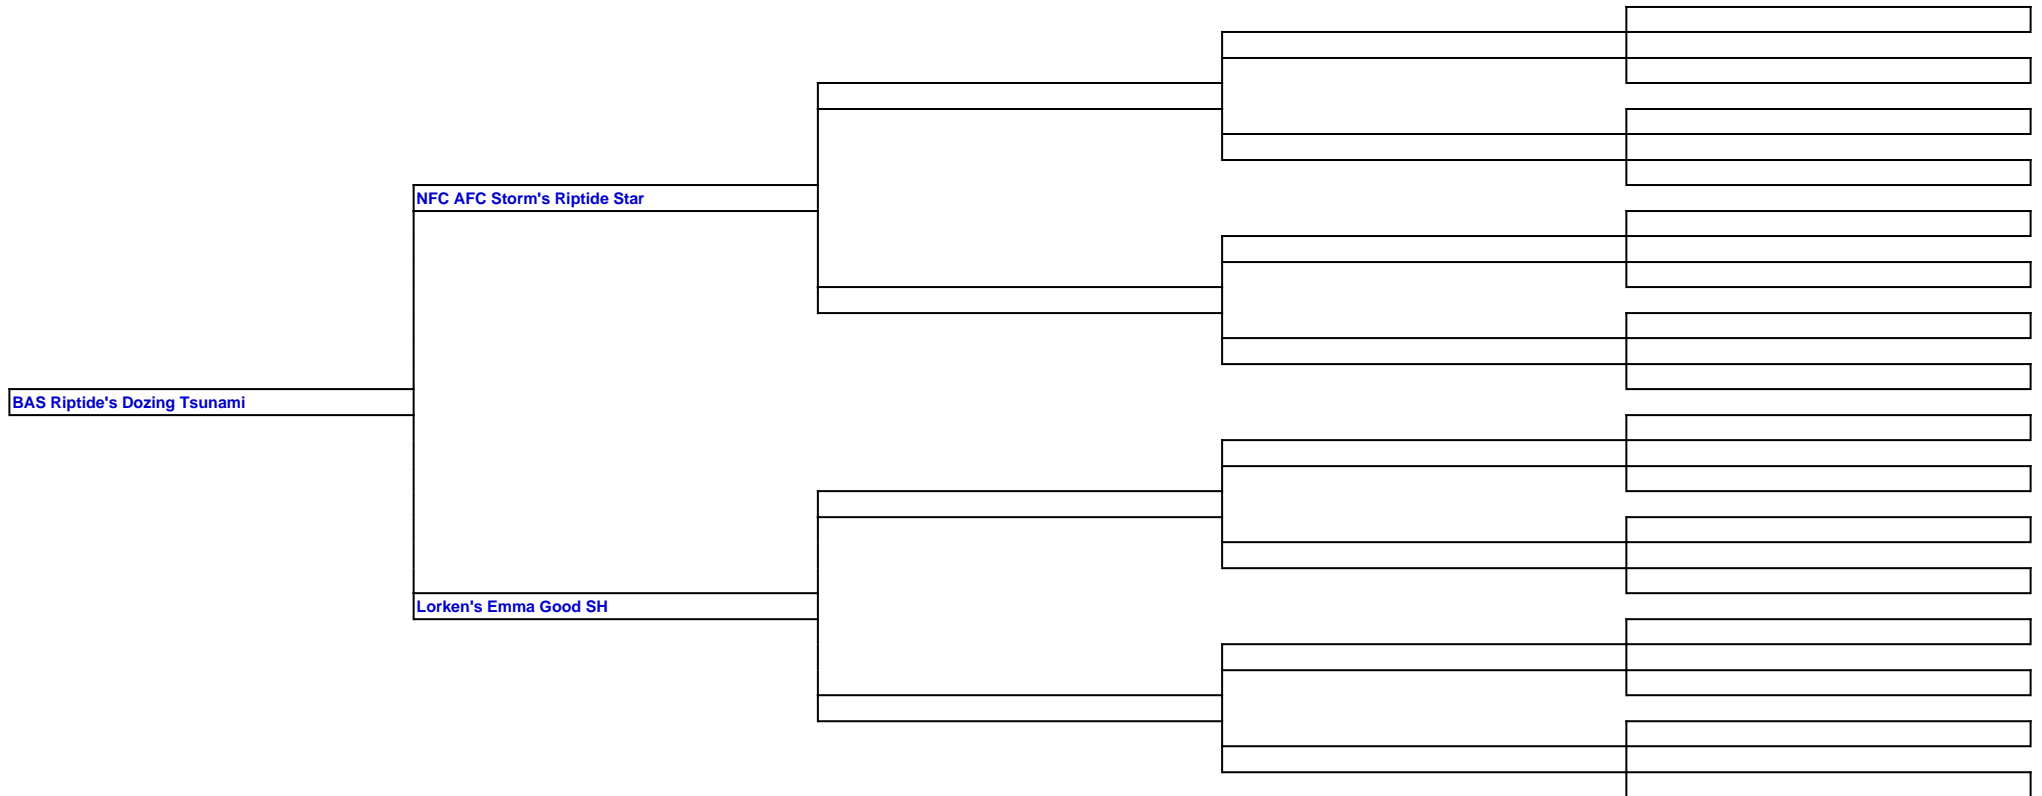 NFC AFC Storm's Riptide Star
BAS Riptide's Dozing Tsunami
Lorken's Emma Good SH